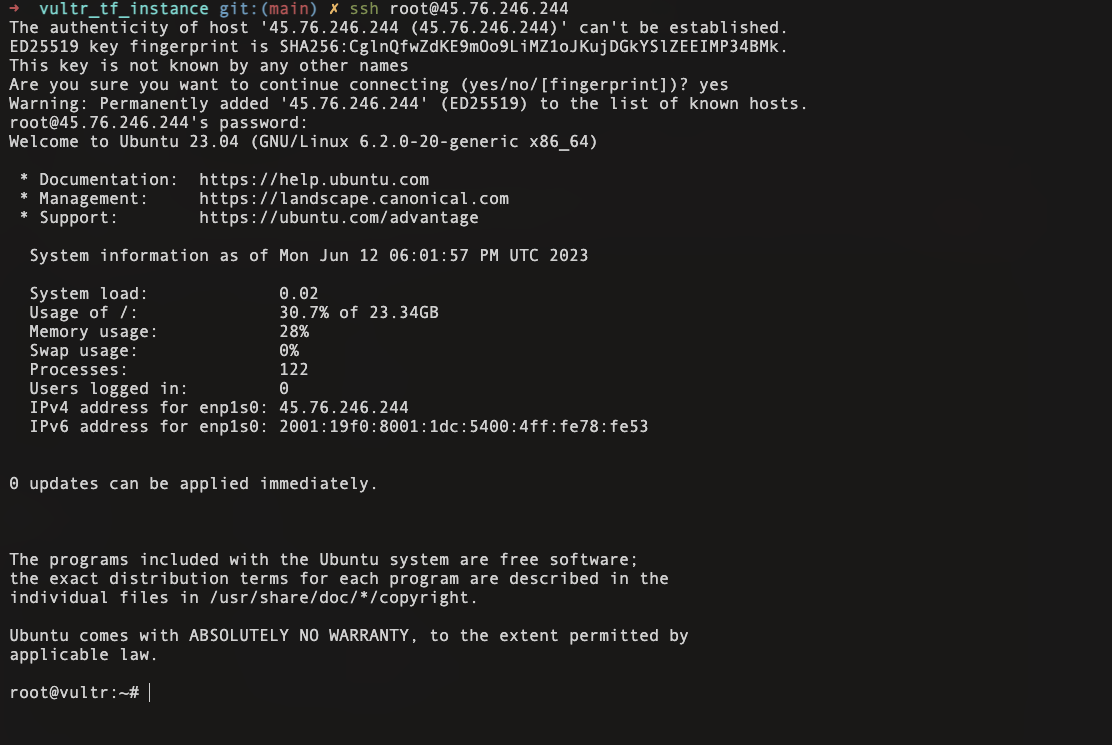 → vultr_tf_instance git:(main) ✗ ssh root@45.76.246.244
The authenticity of host '45.76.246.244 (45.76.246.244)' can't be established.
ED25519 key fingerprint is SHA256:CglnQfwZdKE9mOo9LiMZ1oJKujDGkYSlZEEIMP34BMk.
This key is not known by any other names
Are you sure you want to continue connecting (yes/no/[fingerprint])? yes
Warning: Permanently added '45.76.246.244' (ED25519) to the list of known hosts.
root@45.76.246.244's password:
Welcome to Ubuntu 23.04 (GNU/Linux 6.2.0-20-generic x86_64)
* Documentation: https://help.ubuntu.com
* Management: https://landscape.canonical.com
* Support: https://ubuntu.com/advantage
System information as of Mon Jun 12 06:01:57 PM UTC 2023
System load: 0.02
Usage of /: 30.7% of 23.34GB
Memory usage: 28%
Swap usage: 0%
Processes: 122
Users logged in: 0
IPv4 address for enp1s0: 45.76.246.244
IPv6 address for enp1s0: 2001:19f0:8001:1dc:5400:4ff:fe78:fe53
0 updates can be applied immediately.
The programs included with the Ubuntu system are free software;
the exact distribution terms for each program are described in the
individual files in /usr/share/doc/*/copyright.
Ubuntu comes with ABSOLUTELY NO WARRANTY, to the extent permitted by
applicable law.
root@vultr:~#